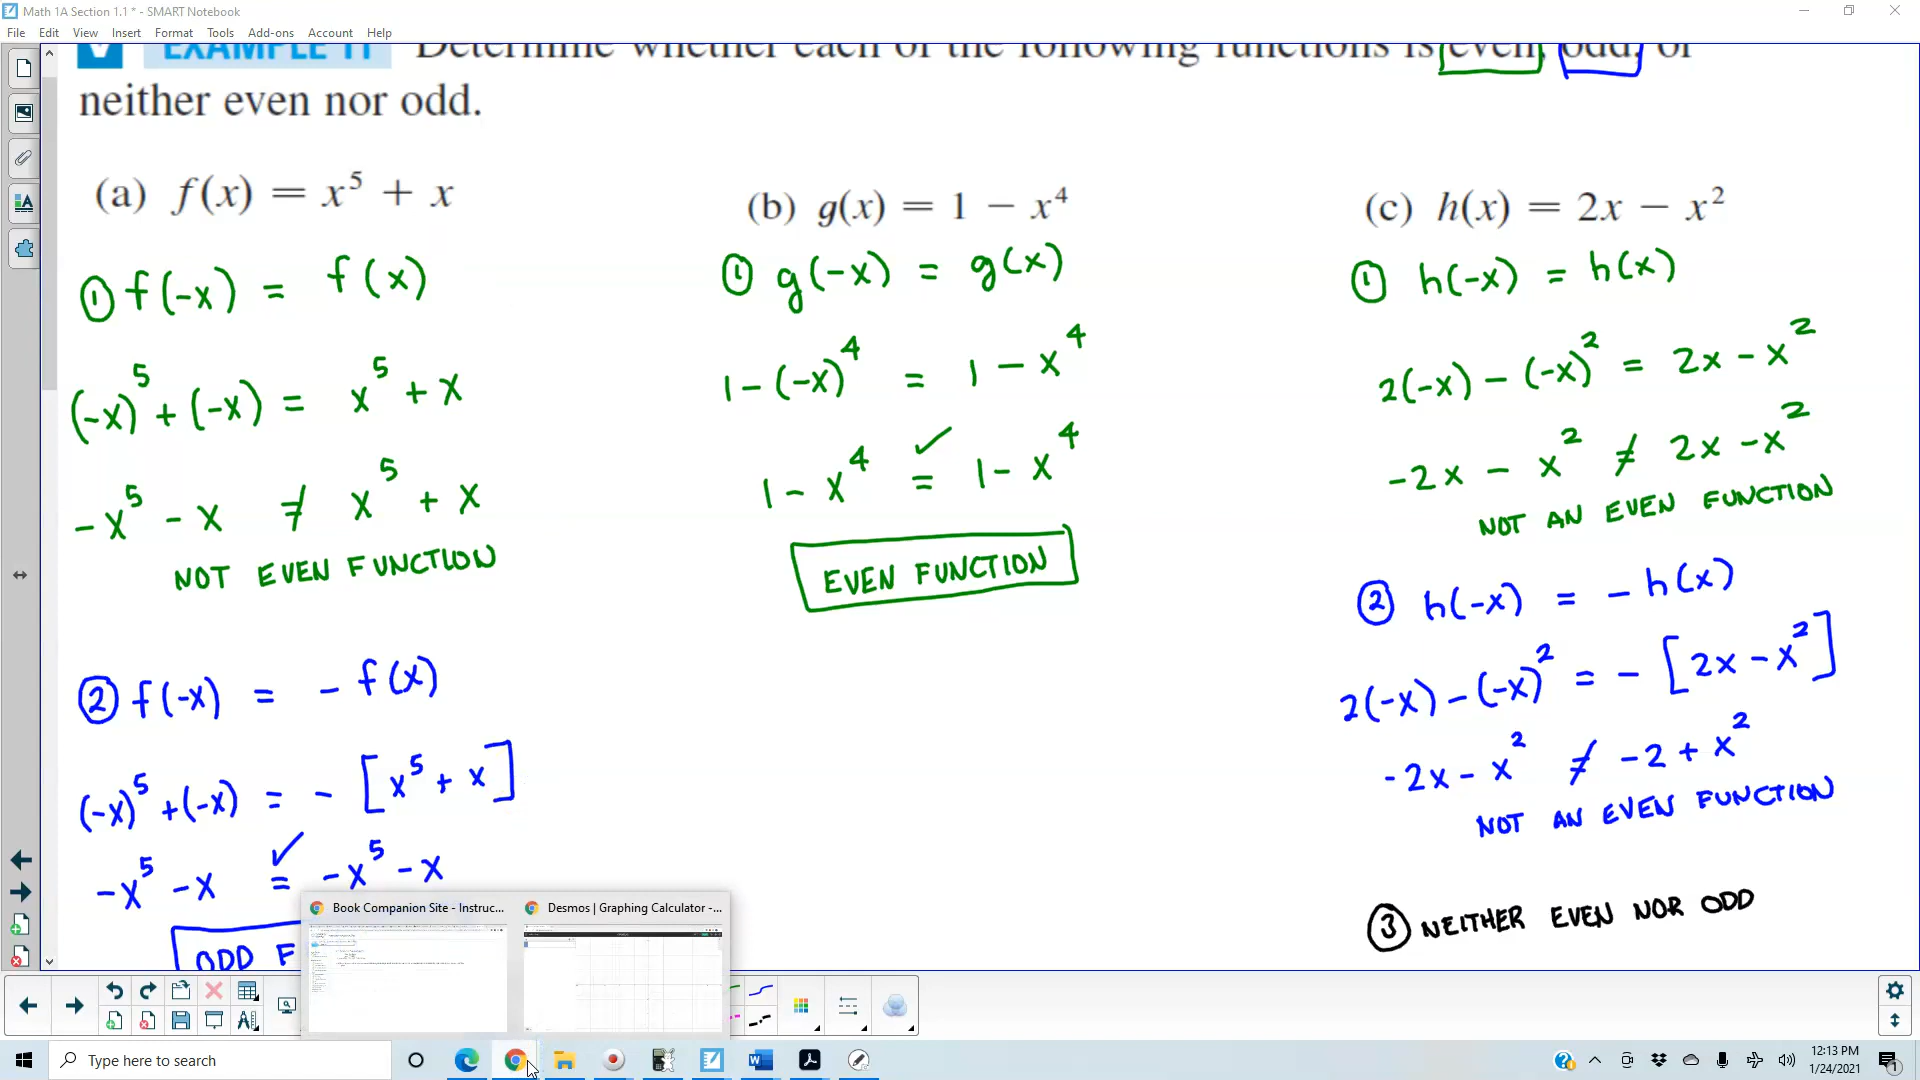 Math 1A Section 1.1 * - SMART Notebook
File Edit View Insert Format Tools Add-ons Account Help
EXAMPLE 11 Determine whether each of the following functions is even, odd, or
neither even nor odd.
(a) f(x) = x⁵ + x
① f(-x) = f(x)
(-x)⁵ + (-x) = x⁵ + x
-x⁵ - x ≠ x⁵ + x
NOT EVEN FUNCTION
② f(-x) = - f(x)
(-x)⁵ + (-x) = - [x⁵ + x]
-x⁵ - x = -x⁵ - x
ODD F
(b) g(x) = 1 − x⁴
① g(-x) = g(x)
1 - (-x)⁴ = 1 - x⁴
1 - x⁴ = 1 - x⁴
EVEN FUNCTION
(c) h(x) = 2x − x²
① h(-x) = h(x)
2(-x) - (-x)² = 2x - x²
-2x - x² ≠ 2x - x²
NOT AN EVEN FUNCTION
② h(-x) = - h(x)
2(-x) - (-x)² = - [2x - x²]
-2x - x² ≠ -2 + x²
NOT AN EVEN FUNCTION
③ NEITHER EVEN NOR ODD
Book Companion Site - Instruc...
Desmos | Graphing Calculator -...
Type here to search
12:13 PM
1/24/2021